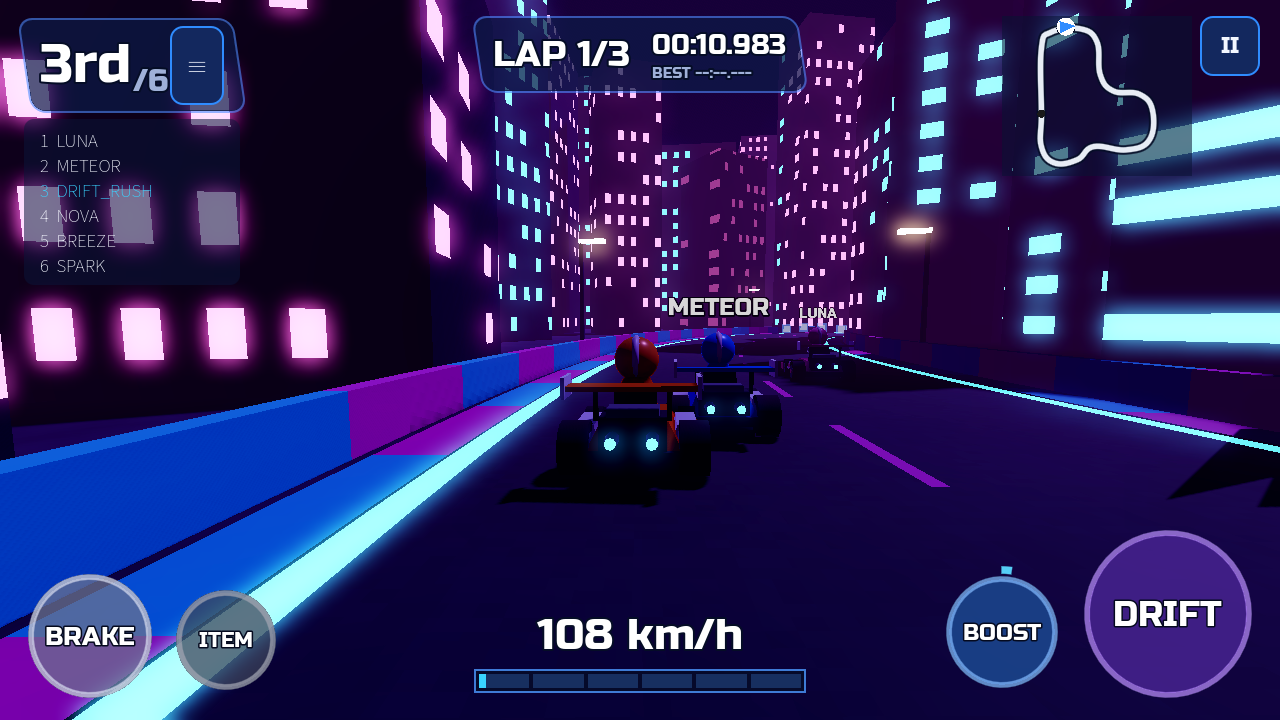 3rd/6
LAP 1/3
00:10.983
BEST --:--.---
II
1 LUNA
2 METEOR
3 DRIFT_RUSH
4 NOVA
5 BREEZE
6 SPARK
METEOR
LUNA
BRAKE
ITEM
108 km/h
BOOST
DRIFT